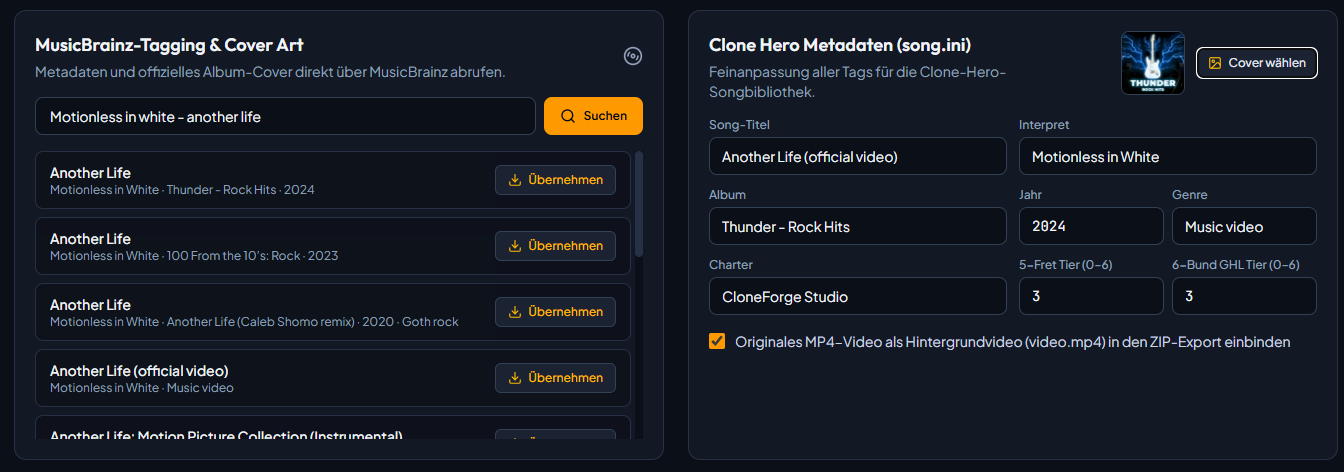 MusicBrainz-Tagging & Cover Art
Metadaten und offizielles Album-Cover direkt über MusicBrainz abrufen.
Motionless in white - another life
Suchen
Another Life
Motionless in White · Thunder - Rock Hits · 2024
Übernehmen
Another Life
Motionless in White · 100 From the 10's: Rock · 2023
Übernehmen
Another Life
Motionless in White · Another Life (Caleb Shomo remix) · 2020 · Goth rock
Übernehmen
Another Life (official video)
Motionless in White · Music video
Übernehmen
Another Life: Motion Picture Collection (Instrumental)
Clone Hero Metadaten (song.ini)
Feinanpassung aller Tags für die Clone-Hero-
Songbibliothek.
THUNDER
ROCK HITS
Cover wählen
Song-Titel
Interpret
Another Life (official video)
Motionless in White
Album
Jahr
Genre
Thunder - Rock Hits
2024
Music video
Charter
5-Fret Tier (0-6)
6-Bund GHL Tier (0-6)
CloneForge Studio
3
3
Originales MP4-Video als Hintergrundvideo (video.mp4) in den ZIP-Export einbinden